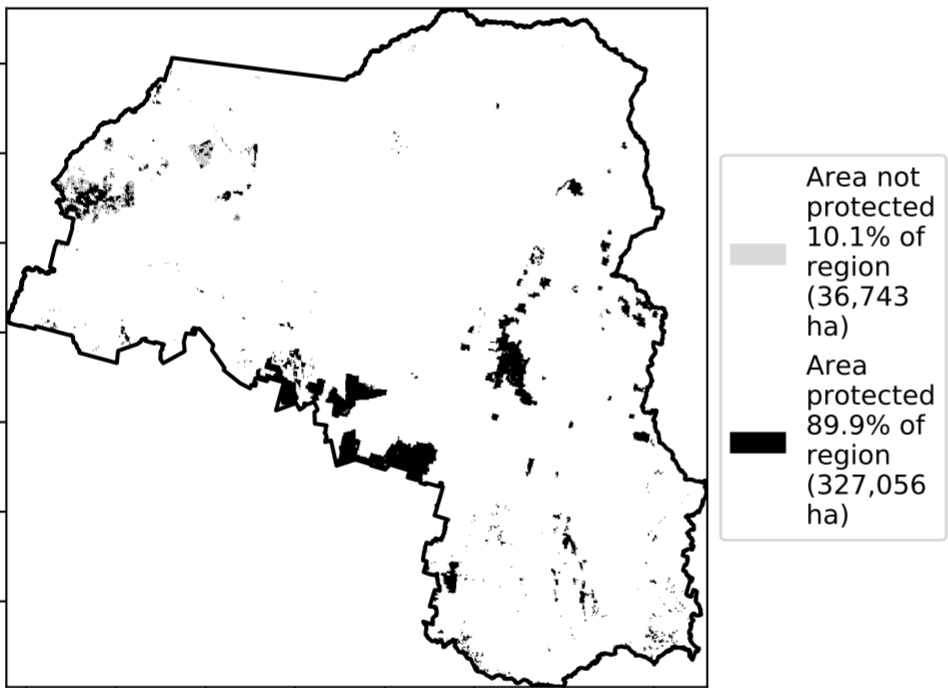 Area not
protected
10.1% of
region
(36,743
ha)
Area
protected
89.9% of
region
(327,056
ha)